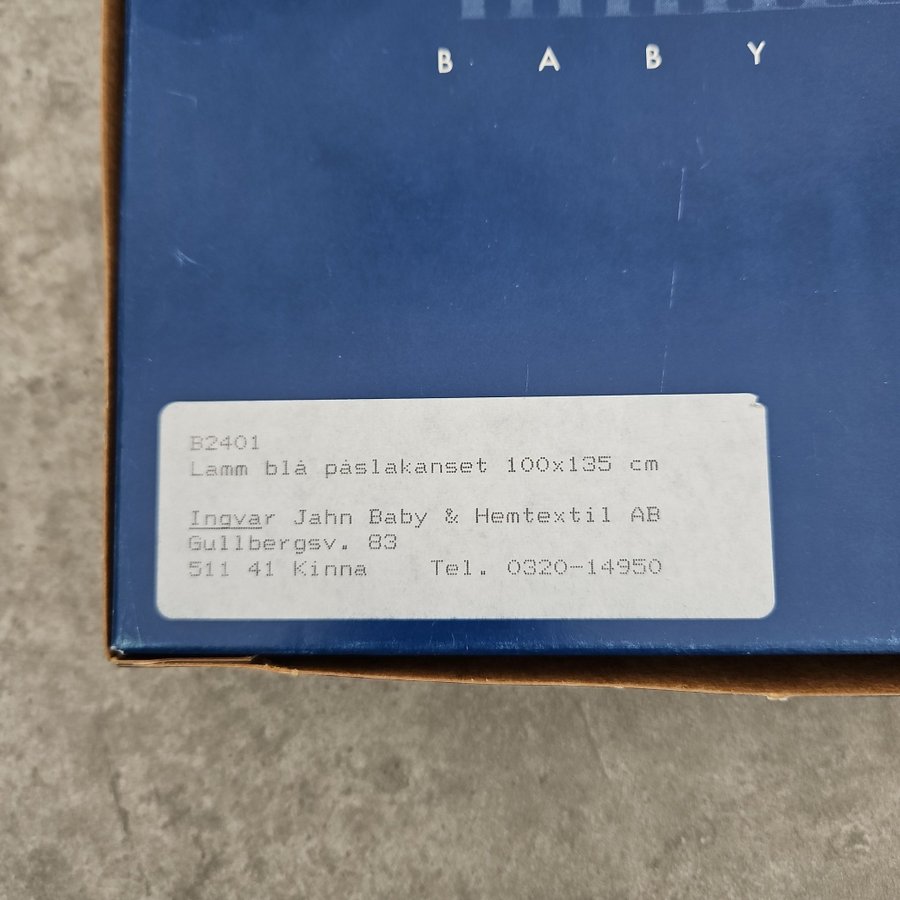 BABY
B2401
Lamm blå påslakanset 100x135 cm
Ingvar Jahn Baby & Hemtextil AB
Gullbergsv. 83
511 41 Kinna Tel. 0320-14950